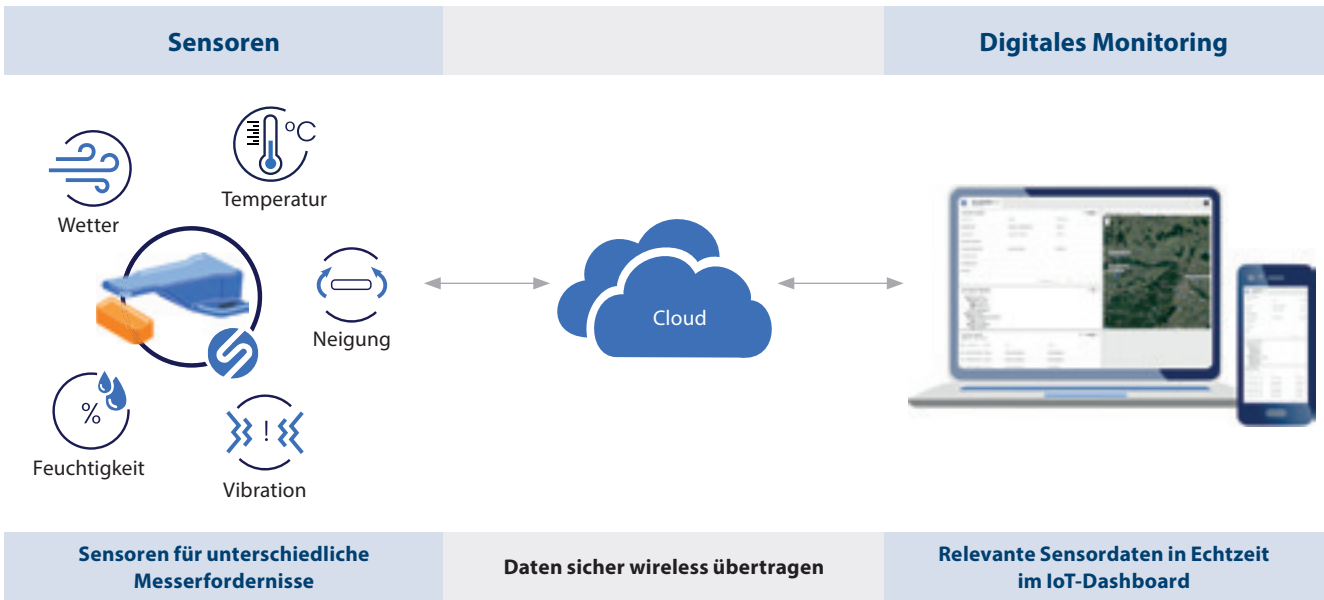 Sensoren
Digitales Monitoring
°C
Temperatur
Wetter
Neigung
%
Feuchtigkeit
!
Vibration
Cloud
Sensoren für unterschiedliche
Messerfordernisse
Daten sicher wireless übertragen
Relevante Sensordaten in Echtzeit
im IoT-Dashboard